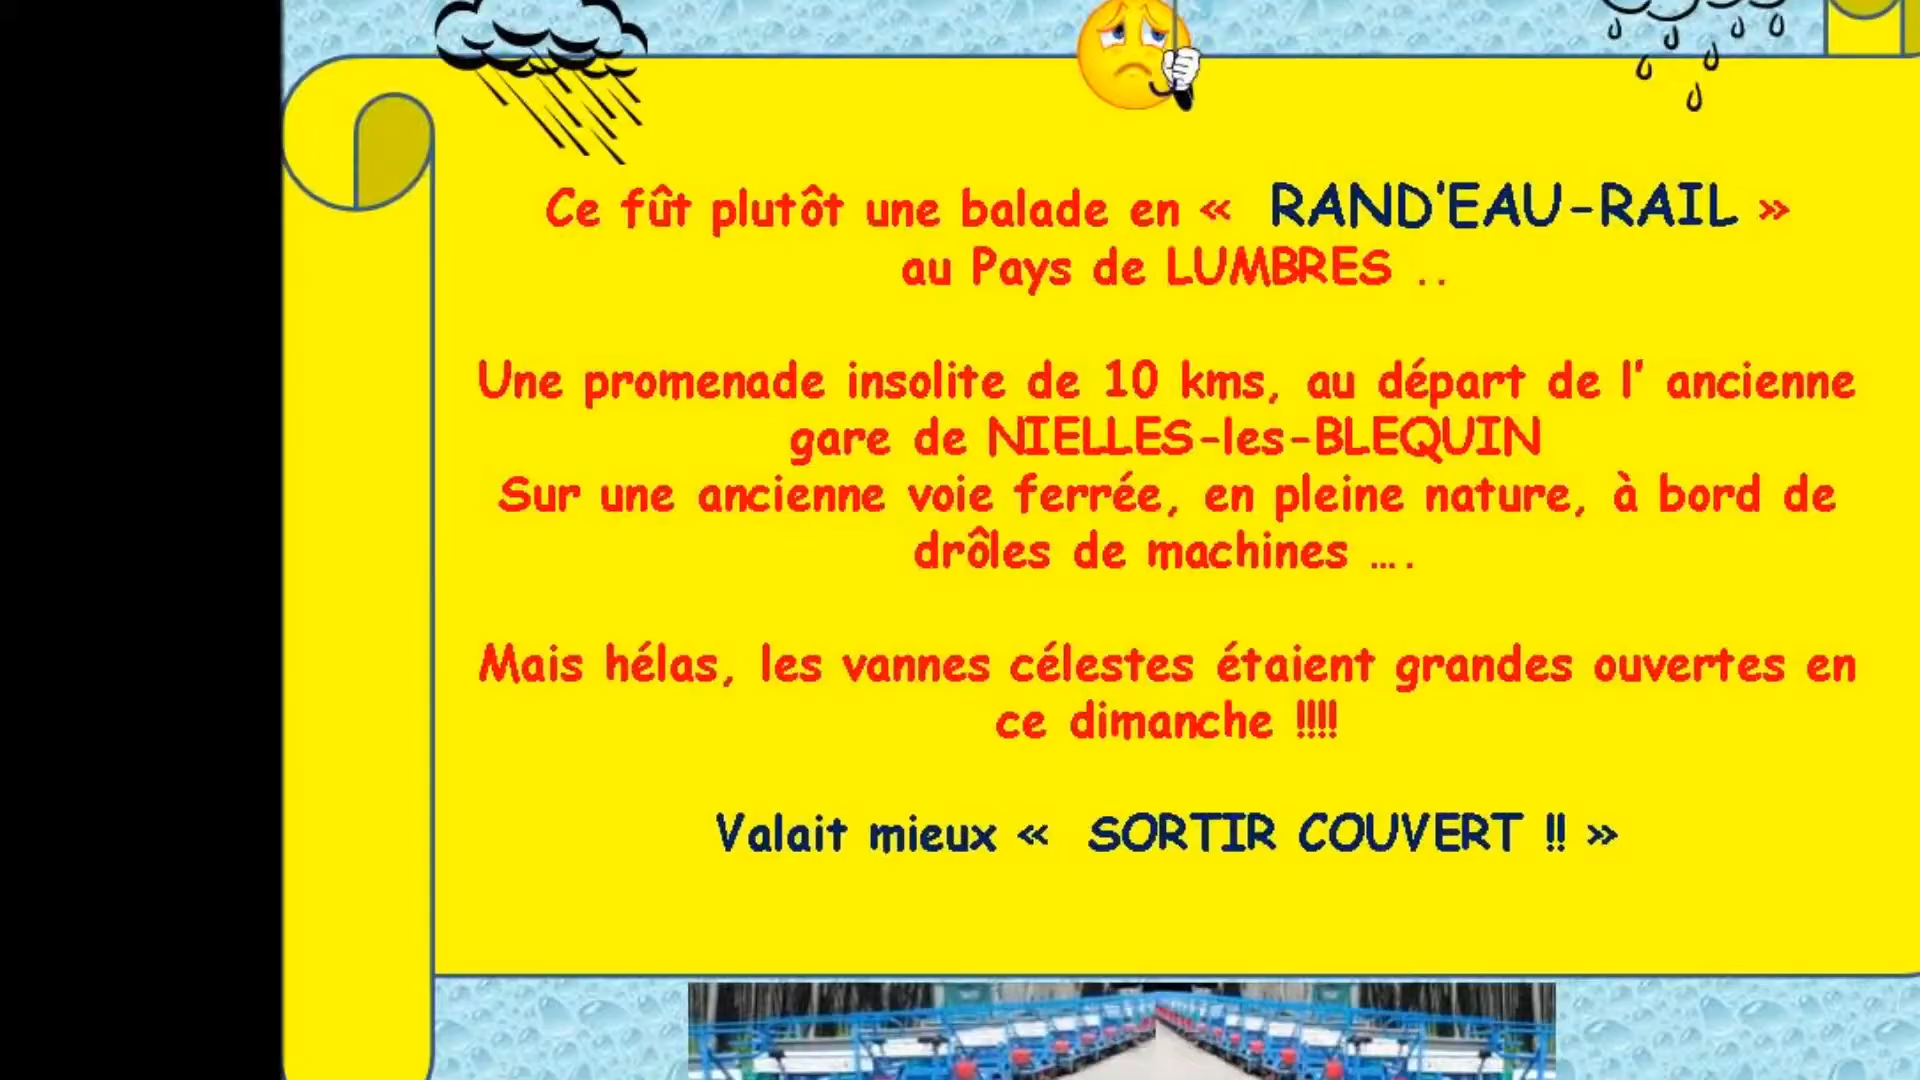 Ce fût plutôt une balade en «  RAND'EAU-RAIL »
au Pays de LUMBRES ..
Une promenade insolite de 10 kms, au départ de l' ancienne
gare de NIELLES-les-BLEQUIN
Sur une ancienne voie ferrée, en pleine nature, à bord de
drôles de machines ….
Mais hélas, les vannes célestes étaient grandes ouvertes en
ce dimanche !!!!
Valait mieux «  SORTIR COUVERT !! »